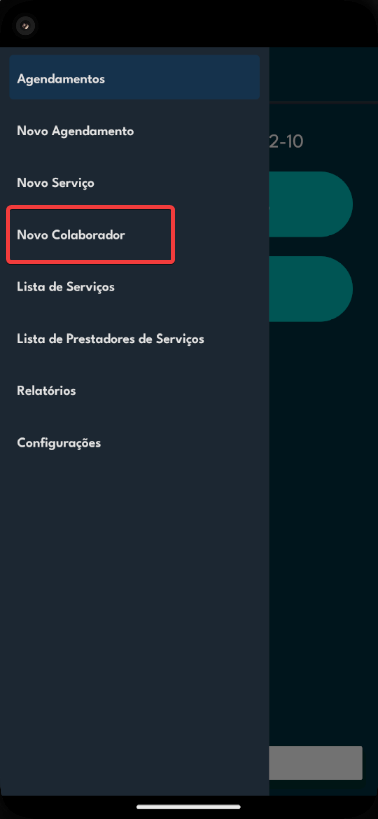 Agendamentos
2-10
Novo Agendamento
Novo Serviço
Novo Colaborador
Lista de Serviços
Lista de Prestadores de Serviços
Relatórios
Configurações